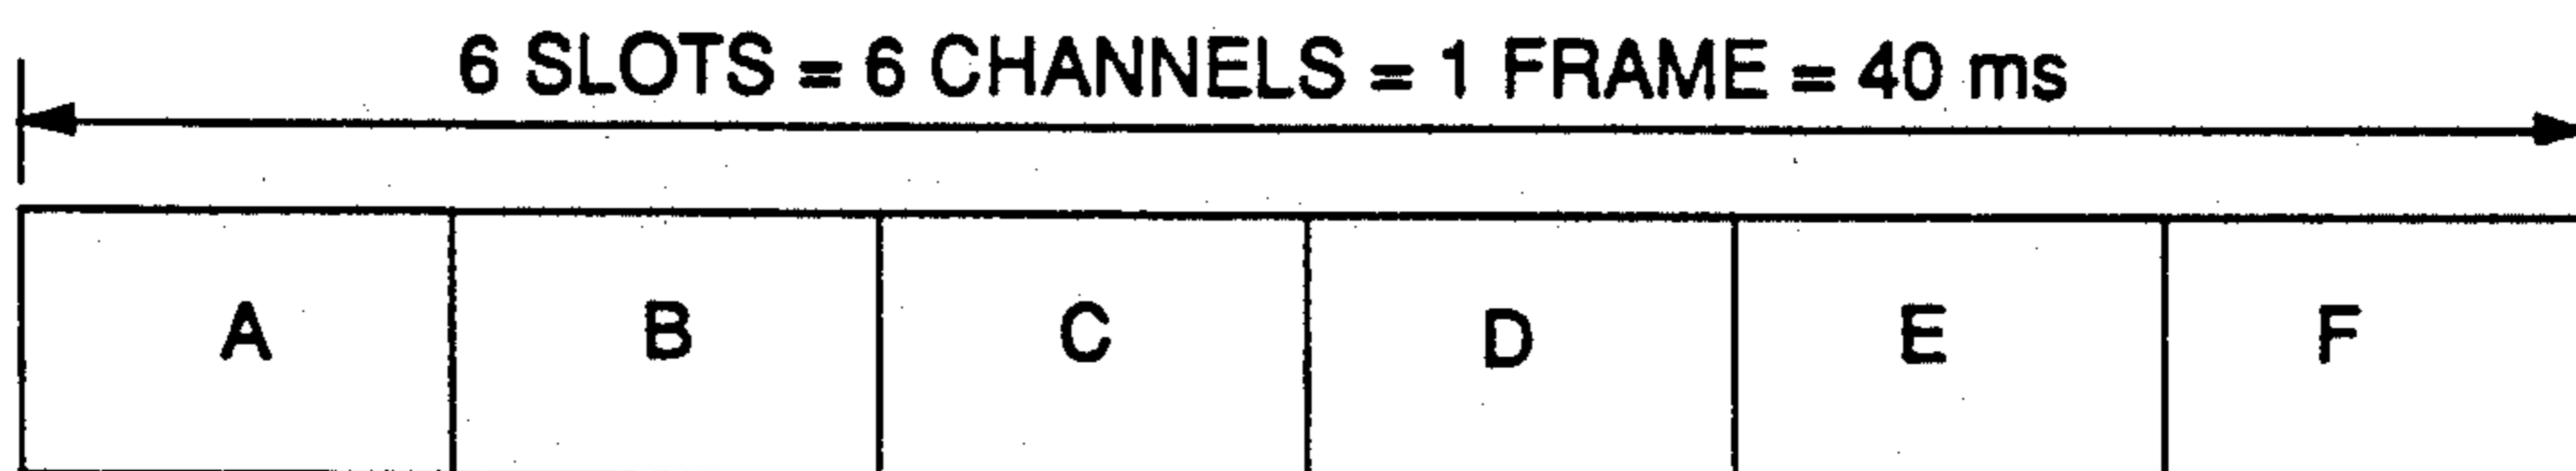 6 SLOTS = 6 CHANNELS = 1 FRAME = 40 ms
A B C D E F